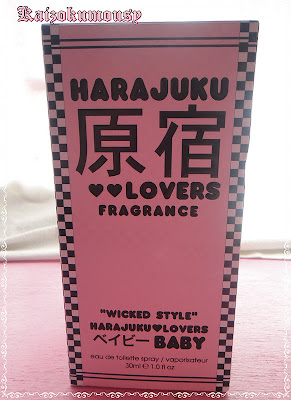 Kaizokumousy
HARAJUKU
原宿
♥♥LOVERS
FRAGRANCE
"WICKED STYLE"
HARAJUKU♥LOVERS
ベイビー BABY
eau de toilette spray / vaporisateur
30ml ℮ 1.0 fl oz